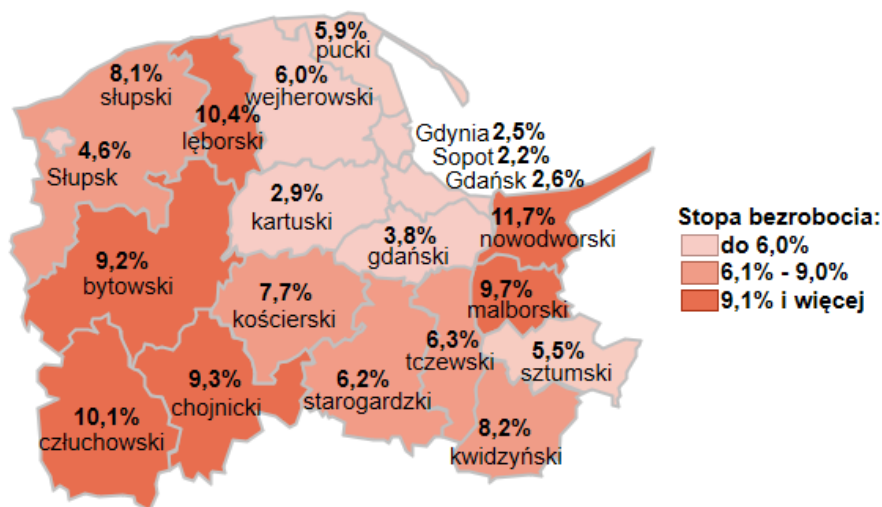 5,9%
pucki
8,1%
słupski
6,0%
wejherowski
10,4%
lęborski
Gdynia 2,5%
Sopot 2,2%
Gdańsk 2,6%
4,6%
Słupsk
2,9%
kartuski
3,8%
gdański
11,7%
nowodworski
9,2%
bytowski
7,7%
kościerski
9,7%
malborski
6,3%
tczewski
5,5%
sztumski
9,3%
chojnicki
6,2%
starogardzki
10,1%
człuchowski
8,2%
kwidzyński
Stopa bezrobocia:
do 6,0%
6,1% - 9,0%
9,1% i więcej